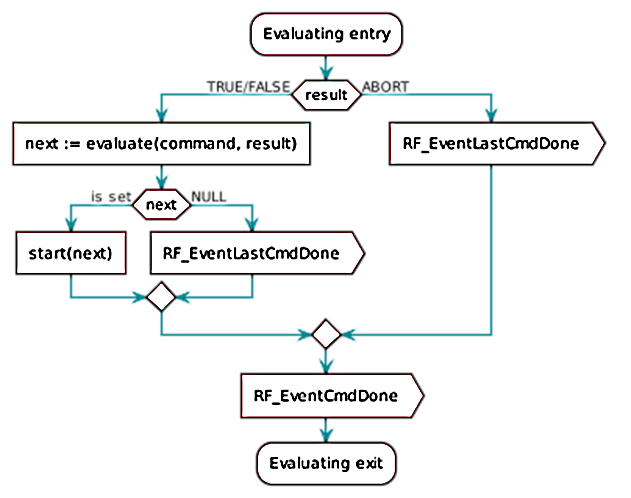 Evaluating entry
TRUE/FALSE
result
ABORT
next := evaluate(command, result)
RF_EventLastCmdDone
is set
next
NULL
start(next)
RF_EventLastCmdDone
RF_EventCmdDone
Evaluating exit